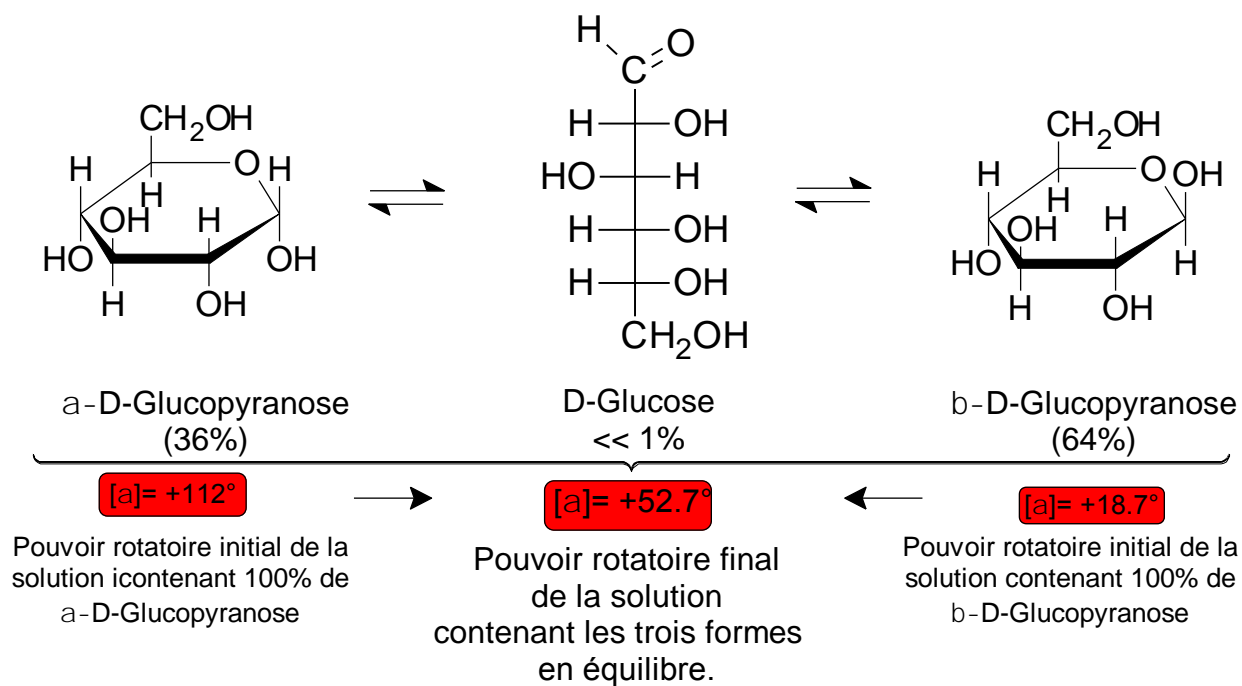 H
O
C
CH2OH
H
OH
CH2OH
H
O
H
HO
H
H
O
OH
H
H
H
OH
H
H
OH
OH
H
HO
OH
H
OH
HO
H
H
OH
CH2OH
H
OH
H
OH
a-D-Glucopyranose
(36%)
D-Glucose
<< 1%
b-D-Glucopyranose
(64%)
[a]= +112°
[a]= +52.7°
[a]= +18.7°
Pouvoir rotatoire initial de la
solution icontenant 100% de
a-D-Glucopyranose
Pouvoir rotatoire final
de la solution
contenant les trois formes
en équilibre.
Pouvoir rotatoire initial de la
solution contenant 100% de
b-D-Glucopyranose